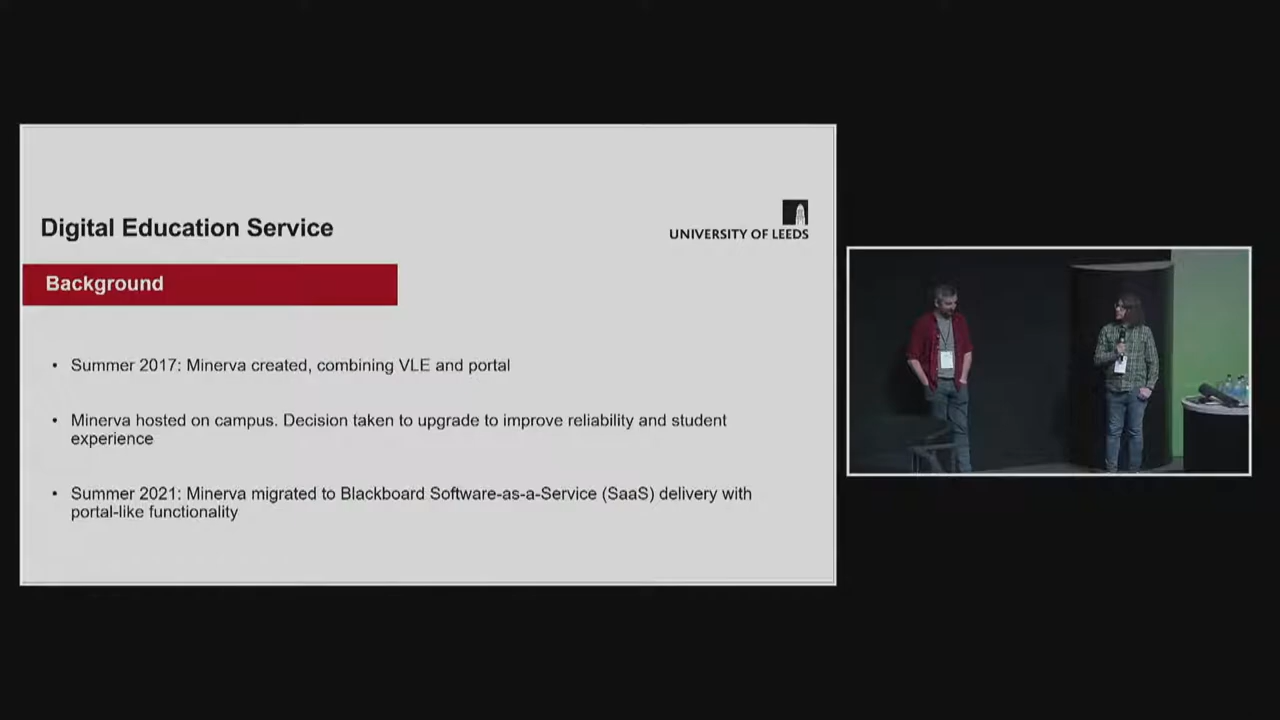 Digital Education Service
UNIVERSITY OF LEEDS
Background
• Summer 2017: Minerva created, combining VLE and portal
• Minerva hosted on campus. Decision taken to upgrade to improve reliability and student
experience
• Summer 2021: Minerva migrated to Blackboard Software-as-a-Service (SaaS) delivery with
portal-like functionality